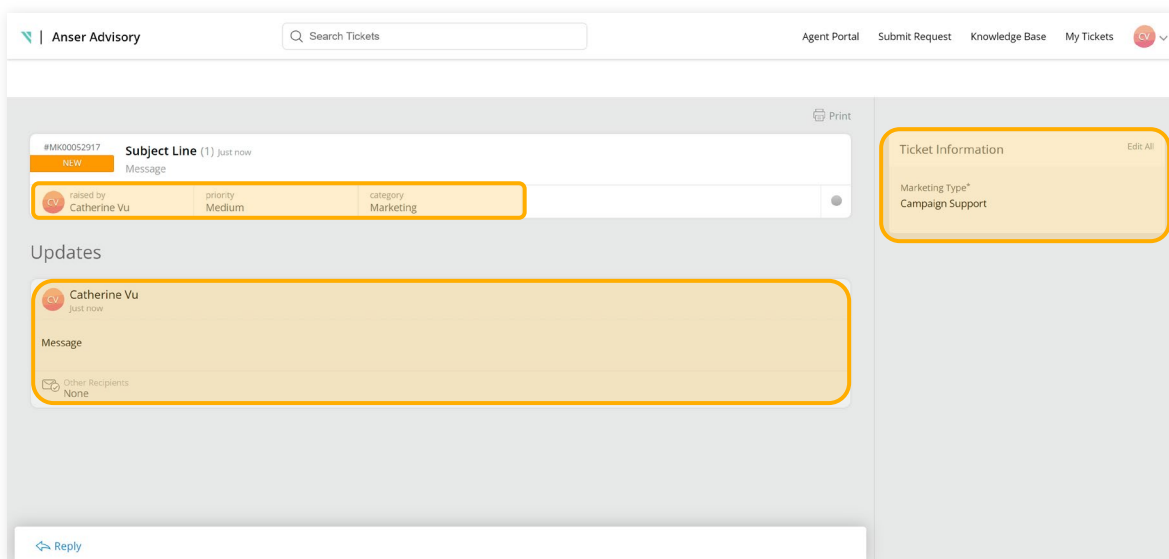 Anser Advisory
Search Tickets
Agent Portal Submit Request Knowledge Base My Tickets CV
Print
#MK00052917
NEW
Subject Line (1) Just now
Message
CV raised by
Catherine Vu
priority
Medium
category
Marketing
Ticket Information Edit All
Marketing Type*
Campaign Support
Updates
CV Catherine Vu
Just now
Message
Other Recipients
None
Reply